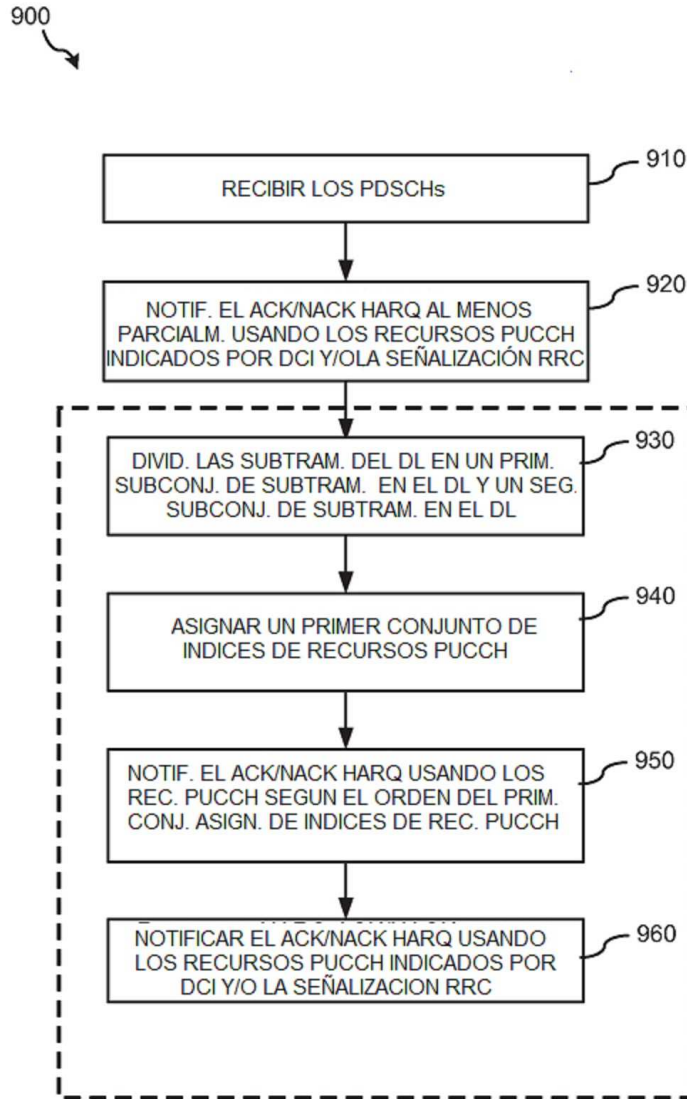 900
RECIBIR LOS PDSCHs
910
NOTIF. EL ACK/NACK HARQ AL MENOS
PARCIALM. USANDO LOS RECURSOS PUCCH
INDICADOS POR DCI Y/OLA SEÑALIZACIÓN RRC
920
DIVID. LAS SUBTRAM. DEL DL EN UN PRIM.
SUBCONJ. DE SUBTRAM. EN EL DL Y UN SEG.
SUBCONJ. DE SUBTRAM. EN EL DL
930
ASIGNAR UN PRIMER CONJUNTO DE
INDICES DE RECURSOS PUCCH
940
NOTIF. EL ACK/NACK HARQ USANDO LOS
REC. PUCCH SEGUN EL ORDEN DEL PRIM.
CONJ. ASIGN. DE INDICES DE REC. PUCCH
950
NOTIFICAR EL ACK/NACK HARQ USANDO
LOS RECURSOS PUCCH INDICADOS POR
DCI Y/O LA SEÑALIZACION RRC
960